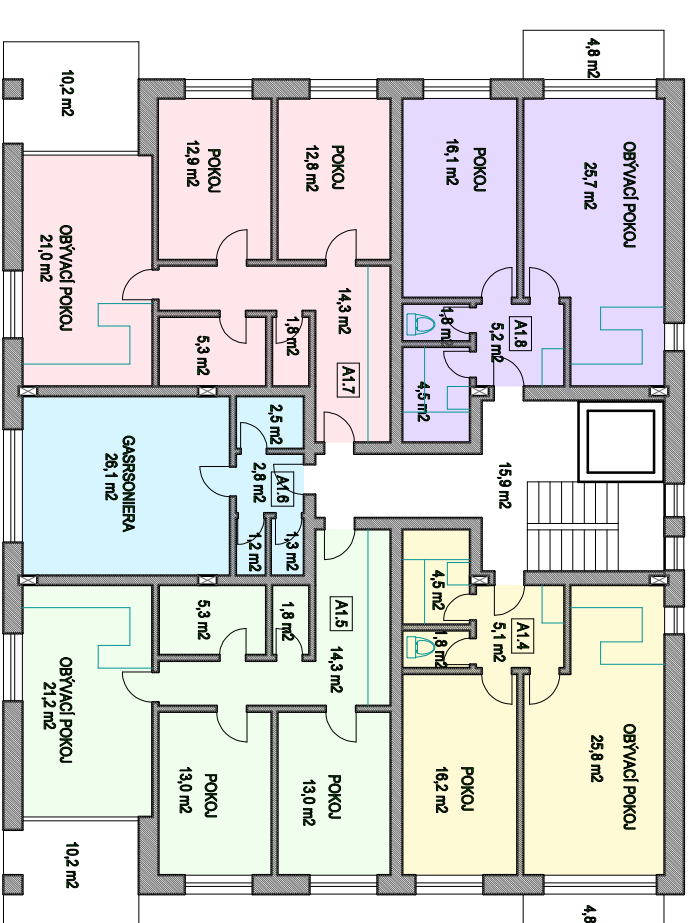 4,8 m2
10,2 m2
POKOJ
12,9 m2
POKOJ
12,8 m2
POKOJ
16,1 m2
OBÝVACÍ POKOJ
25,7 m2
OBÝVACÍ POKOJ
21,0 m2
14,3 m2
1,8 m2
5,3 m2
A1.7
1,8 m2
5,2 m2
A1.8
4,5 m2
2,5 m2
2,8 m2
A1.6
GASRSONIERA
26,1 m2
15,9 m2
1,2 m2
1,3 m2
5,3 m2
1,8 m2
A1.5
14,3 m2
4,5 m2
1,8 m2
5,1 m2
A1.4
OBÝVACÍ POKOJ
21,2 m2
POKOJ
13,0 m2
POKOJ
13,0 m2
POKOJ
16,2 m2
OBÝVACÍ POKOJ
25,8 m2
10,2 m2
4,8